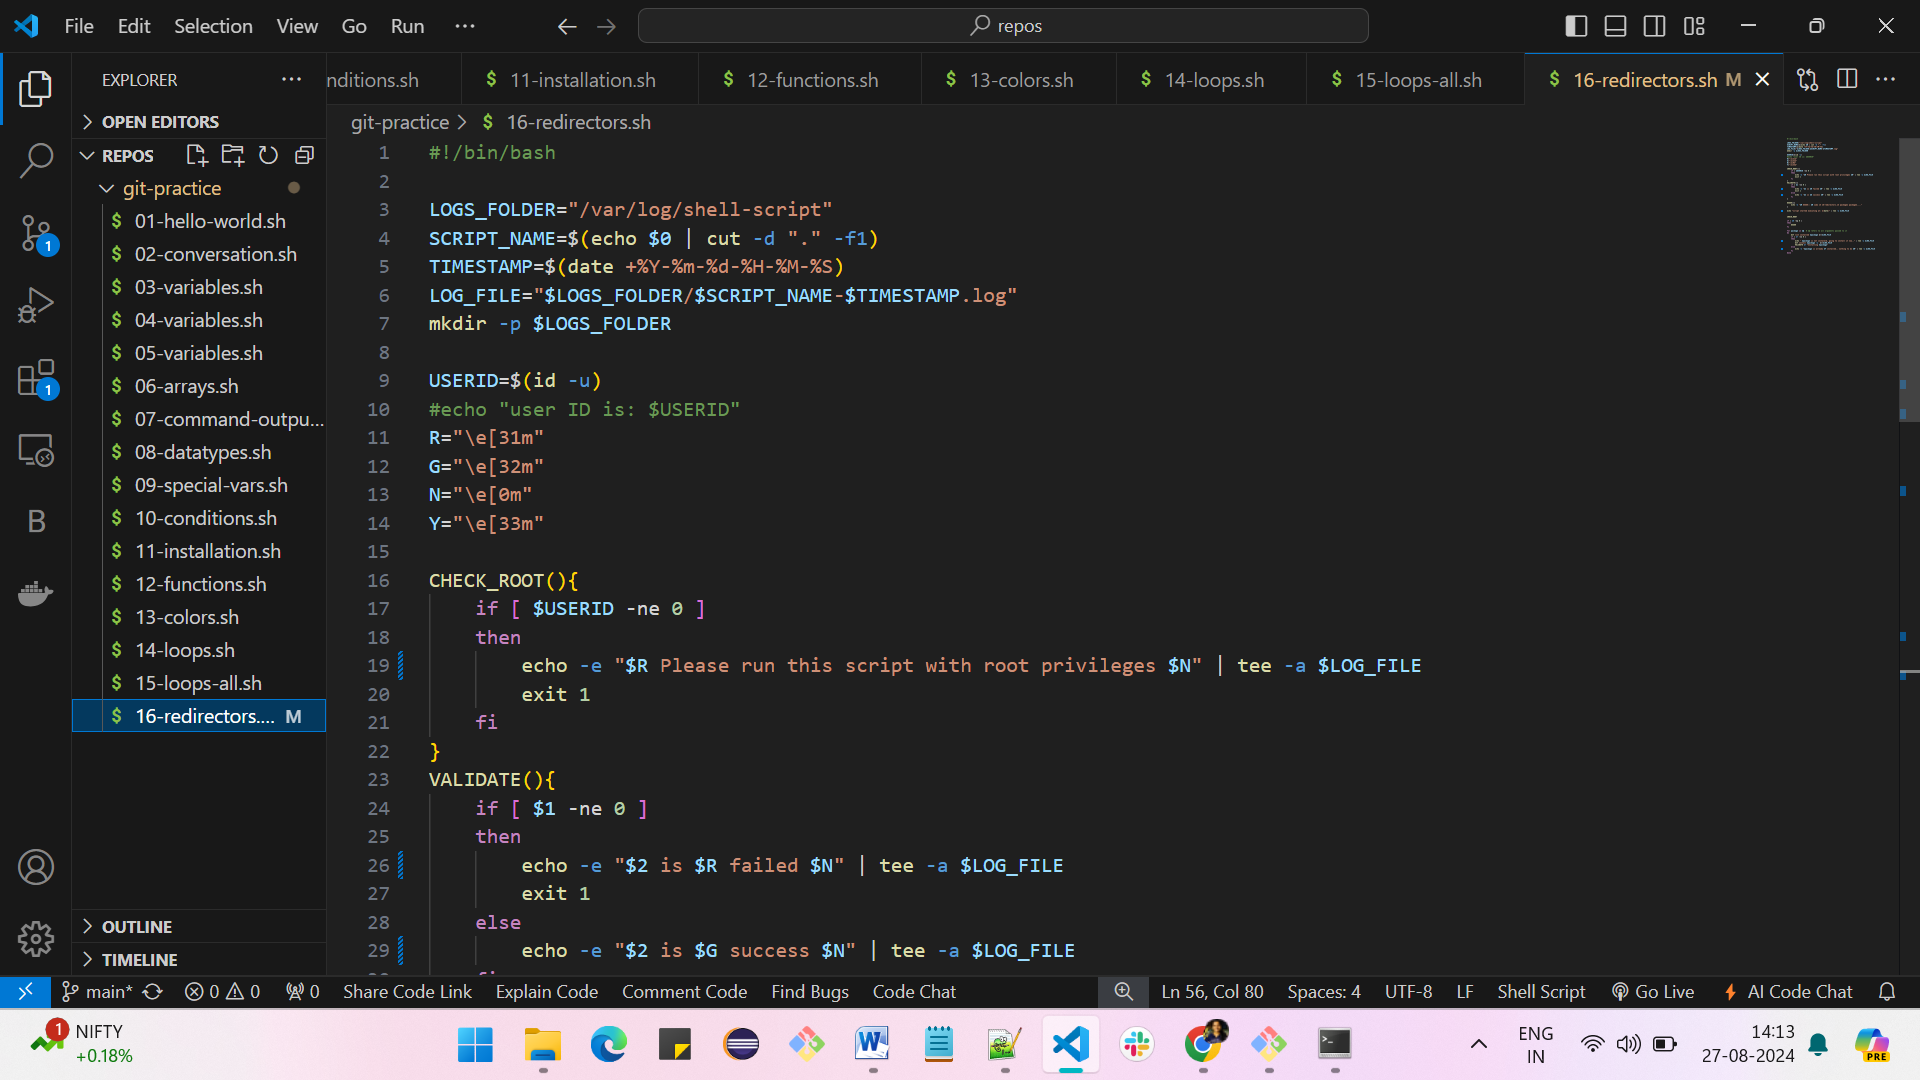 File Edit Selection View Go Run ··· repos
EXPLORER ···
nditions.sh $ 11-installation.sh $ 12-functions.sh $ 13-colors.sh $ 14-loops.sh $ 15-loops-all.sh $ 16-redirectors.sh M
OPEN EDITORS
REPOS
git-practice
$ 01-hello-world.sh
$ 02-conversation.sh
$ 03-variables.sh
$ 04-variables.sh
$ 05-variables.sh
$ 06-arrays.sh
$ 07-command-outpu...
$ 08-datatypes.sh
$ 09-special-vars.sh
$ 10-conditions.sh
$ 11-installation.sh
$ 12-functions.sh
$ 13-colors.sh
$ 14-loops.sh
$ 15-loops-all.sh
$ 16-redirectors.... M
OUTLINE
TIMELINE
1
1
B
git-practice > $ 16-redirectors.sh
1 #!/bin/bash
2
3 LOGS_FOLDER="/var/log/shell-script"
4 SCRIPT_NAME=$(echo $0 | cut -d "." -f1)
5 TIMESTAMP=$(date +%Y-%m-%d-%H-%M-%S)
6 LOG_FILE="$LOGS_FOLDER/$SCRIPT_NAME-$TIMESTAMP.log"
7 mkdir -p $LOGS_FOLDER
8
9 USERID=$(id -u)
10 #echo "user ID is: $USERID"
11 R="\e[31m"
12 G="\e[32m"
13 N="\e[0m"
14 Y="\e[33m"
15
16 CHECK_ROOT(){
17 if [ $USERID -ne 0 ]
18 then
19 echo -e "$R Please run this script with root privileges $N" | tee -a $LOG_FILE
20 exit 1
21 fi
22 }
23 VALIDATE(){
24 if [ $1 -ne 0 ]
25 then
26 echo -e "$2 is $R failed $N" | tee -a $LOG_FILE
27 exit 1
28 else
29 echo -e "$2 is $G success $N" | tee -a $LOG_FILE
main* 0 0 0 Share Code Link Explain Code Comment Code Find Bugs Code Chat Ln 56, Col 80 Spaces: 4 UTF-8 LF Shell Script Go Live AI Code Chat
1 NIFTY
+0.18%
ENG
IN
14:13
27-08-2024
PRE